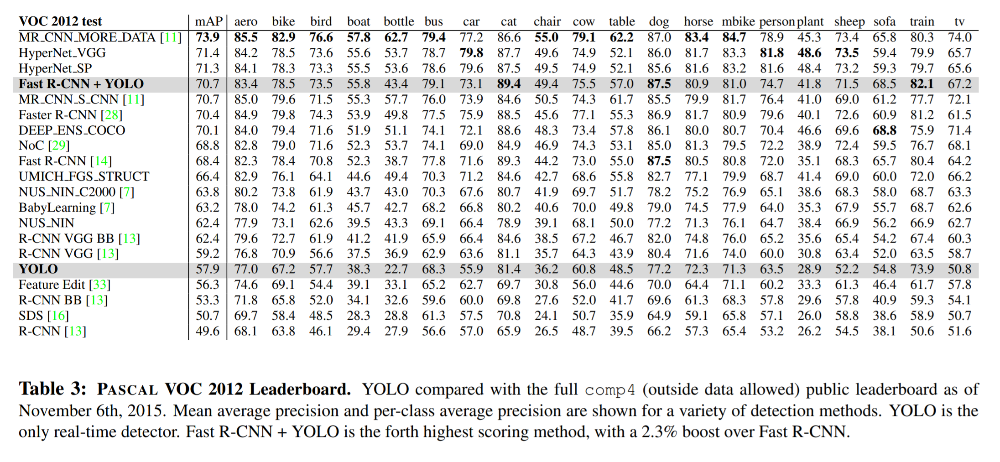 VOC 2012 test mAP aero bike bird boat bottle bus car cat chair cow table dog horse mbike person plant sheep sofa train tv
MR_CNN_MORE_DATA [11] 73.9 85.5 82.9 76.6 57.8 62.7 79.4 77.2 86.6 55.0 79.1 62.2 87.0 83.4 84.7 78.9 45.3 73.4 65.8 80.3 74.0
HyperNet_VGG 71.4 84.2 78.5 73.6 55.6 53.7 78.7 79.8 87.7 49.6 74.9 52.1 86.0 81.7 83.3 81.8 48.6 73.5 59.4 79.9 65.7
HyperNet_SP 71.3 84.1 78.3 73.3 55.5 53.6 78.6 79.6 87.5 49.5 74.9 52.1 85.6 81.6 83.2 81.6 48.4 73.2 59.3 79.7 65.6
Fast R-CNN + YOLO 70.7 83.4 78.5 73.5 55.8 43.4 79.1 73.1 89.4 49.4 75.5 57.0 87.5 80.9 81.0 74.7 41.8 71.5 68.5 82.1 67.2
MR_CNN_S_CNN [11] 70.7 85.0 79.6 71.5 55.3 57.7 76.0 73.9 84.6 50.5 74.3 61.7 85.5 79.9 81.7 76.4 41.0 69.0 61.2 77.7 72.1
Faster R-CNN [28] 70.4 84.9 79.8 74.3 53.9 49.8 77.5 75.9 88.5 45.6 77.1 55.3 86.9 81.7 80.9 79.6 40.1 72.6 60.9 81.2 61.5
DEEP_ENS_COCO 70.1 84.0 79.4 71.6 51.9 51.1 74.1 72.1 88.6 48.3 73.4 57.8 86.1 80.0 80.7 70.4 46.6 69.6 68.8 75.9 71.4
NoC [29] 68.8 82.8 79.0 71.6 52.3 53.7 74.1 69.0 84.9 46.9 74.3 53.1 85.0 81.3 79.5 72.2 38.9 72.4 59.5 76.7 68.1
Fast R-CNN [14] 68.4 82.3 78.4 70.8 52.3 38.7 77.8 71.6 89.3 44.2 73.0 55.0 87.5 80.5 80.8 72.0 35.1 68.3 65.7 80.4 64.2
UMICH_FGS_STRUCT 66.4 82.9 76.1 64.1 44.6 49.4 70.3 71.2 84.6 42.7 68.6 55.8 82.7 77.1 79.9 68.7 41.4 69.0 60.0 72.0 66.2
NUS_NIN_C2000 [7] 63.8 80.2 73.8 61.9 43.7 43.0 70.3 67.6 80.7 41.9 69.7 51.7 78.2 75.2 76.9 65.1 38.6 68.3 58.0 68.7 63.3
BabyLearning [7] 63.2 78.0 74.2 61.3 45.7 42.7 68.2 66.8 80.2 40.6 70.0 49.8 79.0 74.5 77.9 64.0 35.3 67.9 55.7 68.7 62.6
NUS_NIN 62.4 77.9 73.1 62.6 39.5 43.3 69.1 66.4 78.9 39.1 68.1 50.0 77.2 71.3 76.1 64.7 38.4 66.9 56.2 66.9 62.7
R-CNN VGG BB [13] 62.4 79.6 72.7 61.9 41.2 41.9 65.9 66.4 84.6 38.5 67.2 46.7 82.0 74.8 76.0 65.2 35.6 65.4 54.2 67.4 60.3
R-CNN VGG [13] 59.2 76.8 70.9 56.6 37.5 36.9 62.9 63.6 81.1 35.7 64.3 43.9 80.4 71.6 74.0 60.0 30.8 63.4 52.0 63.5 58.7
YOLO 57.9 77.0 67.2 57.7 38.3 22.7 68.3 55.9 81.4 36.2 60.8 48.5 77.2 72.3 71.3 63.5 28.9 52.2 54.8 73.9 50.8
Feature Edit [33] 56.3 74.6 69.1 54.4 39.1 33.1 65.2 62.7 69.7 30.8 56.0 44.6 70.0 64.4 71.1 60.2 33.3 61.3 46.4 61.7 57.8
R-CNN BB [13] 53.3 71.8 65.8 52.0 34.1 32.6 59.6 60.0 69.8 27.6 52.0 41.7 69.6 61.3 68.3 57.8 29.6 57.8 40.9 59.3 54.1
SDS [16] 50.7 69.7 58.4 48.5 28.3 28.8 61.3 57.5 70.8 24.1 50.7 35.9 64.9 59.1 65.8 57.1 26.0 58.8 38.6 58.9 50.7
R-CNN [13] 49.6 68.1 63.8 46.1 29.4 27.9 56.6 57.0 65.9 26.5 48.7 39.5 66.2 57.3 65.4 53.2 26.2 54.5 38.1 50.6 51.6
Table 3: PASCAL VOC 2012 Leaderboard. YOLO compared with the full comp4 (outside data allowed) public leaderboard as of
November 6th, 2015. Mean average precision and per-class average precision are shown for a variety of detection methods. YOLO is the
only real-time detector. Fast R-CNN + YOLO is the forth highest scoring method, with a 2.3% boost over Fast R-CNN.